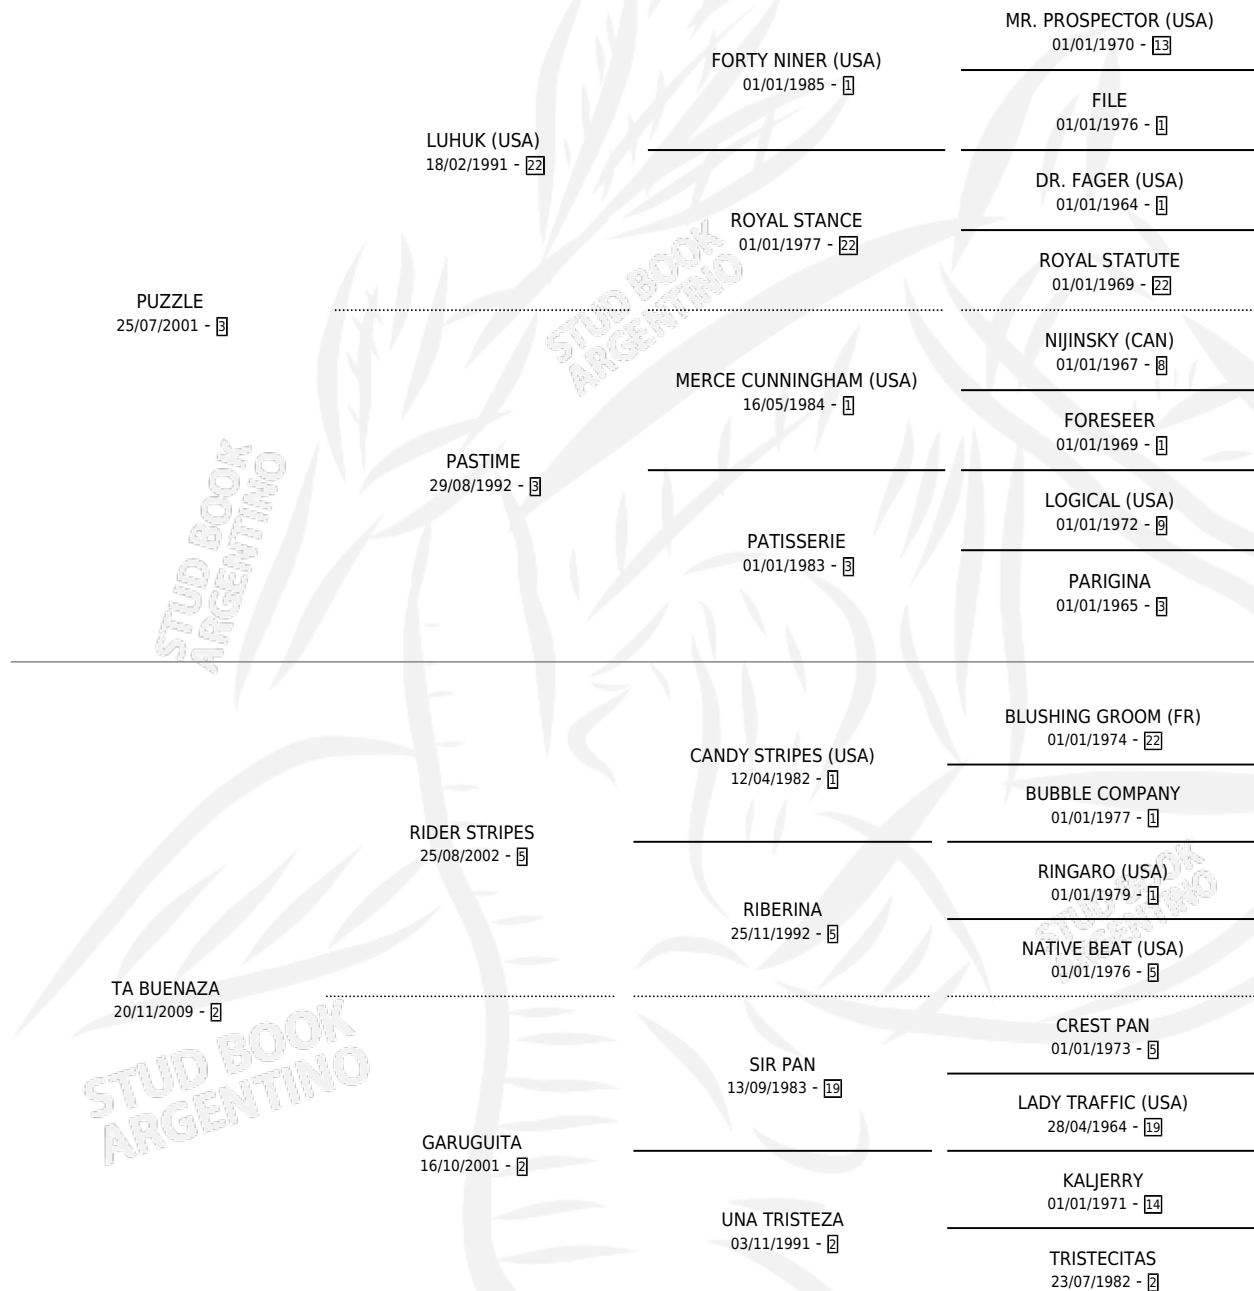 MR. PROSPECTOR (USA)
01/01/1970 - 13
FORTY NINER (USA)
01/01/1985 - 1
FILE
01/01/1976 - 1
LUHUK (USA)
18/02/1991 - 22
DR. FAGER (USA)
01/01/1964 - 1
ROYAL STANCE
01/01/1977 - 22
ROYAL STATUTE
01/01/1969 - 22
PUZZLE
25/07/2001 - 3
NIJINSKY (CAN)
01/01/1967 - 8
MERCE CUNNINGHAM (USA)
16/05/1984 - 1
FORESEER
01/01/1969 - 1
PASTIME
29/08/1992 - 3
LOGICAL (USA)
01/01/1972 - 9
PATISSERIE
01/01/1983 - 3
PARIGINA
01/01/1965 - 3
BLUSHING GROOM (FR)
01/01/1974 - 22
CANDY STRIPES (USA)
12/04/1982 - 1
BUBBLE COMPANY
01/01/1977 - 1
RIDER STRIPES
25/08/2002 - 5
RINGARO (USA)
01/01/1979 - 1
RIBERINA
25/11/1992 - 5
NATIVE BEAT (USA)
01/01/1976 - 5
TA BUENAZA
20/11/2009 - 2
CREST PAN
01/01/1973 - 5
SIR PAN
13/09/1983 - 19
LADY TRAFFIC (USA)
28/04/1964 - 19
GARUGUITA
16/10/2001 - 2
KALJERRY
01/01/1971 - 14
UNA TRISTEZA
03/11/1991 - 2
TRISTECITAS
23/07/1982 - 2
STUD BOOK
ARGENTINO
STUD BOOK
ARGENTINO
STUD BOOK
ARGENTINO
STUD BOOK
ARGENTINO